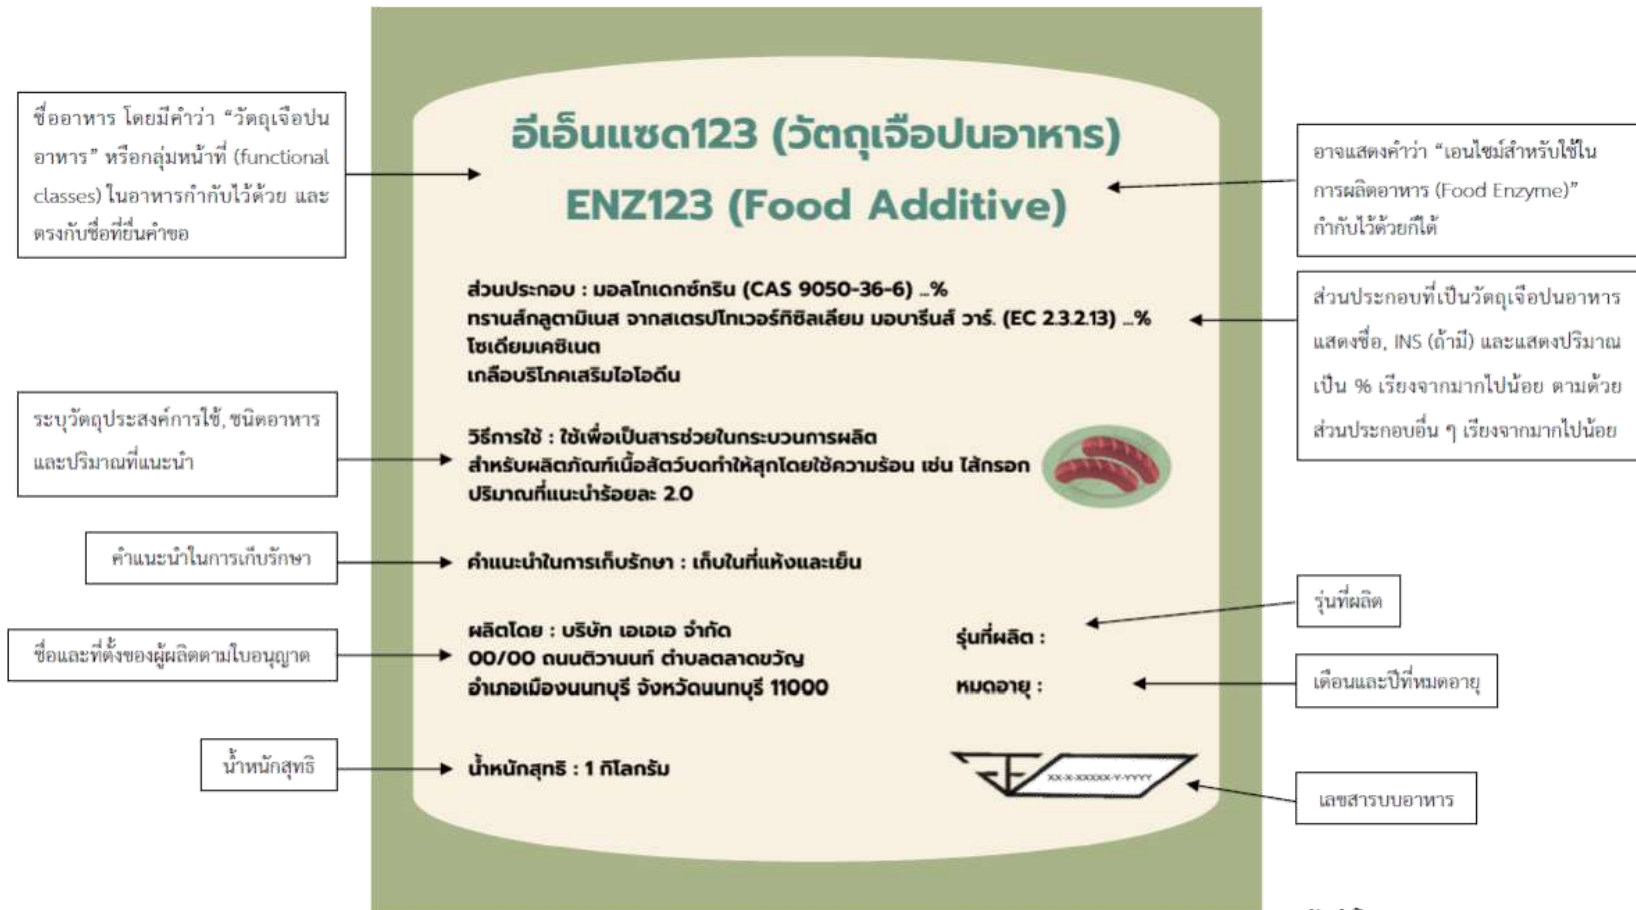 ชื่ออาหาร โดยมีคำว่า “วัตถุเจือปน
อาหาร” หรือกลุ่มหน้าที่ (functional
classes) ในอาหารกำกับไว้ด้วย และ
ตรงกับชื่อที่ยื่นคำขอ
อีเอ็นแซด123 (วัตถุเจือปนอาหาร)
ENZ123 (Food Additive)
อาจแสดงคำว่า “เอนไซม์สำหรับใช้ใน
การผลิตอาหาร (Food Enzyme)”
กำกับไว้ด้วยก็ได้
ส่วนประกอบ : มอลโทเดกซ์ทริน (CAS 9050-36-6) ...%
ทรานส์กลูตามิเนส จากสเตรปโทเวอร์ทิซิลเลียม มอบารีนส์ วาร์. (EC 2.3.2.13) ...%
โซเดียมเคซิเนต
เกลือบริโภคเสริมไอโอดีน
ส่วนประกอบที่เป็นวัตถุเจือปนอาหาร
แสดงชื่อ, INS (ถ้ามี) และแสดงปริมาณ
เป็น % เรียงจากมากไปน้อย ตามด้วย
ส่วนประกอบอื่น ๆ เรียงจากมากไปน้อย
ระบุวัตถุประสงค์การใช้, ชนิดอาหาร
และปริมาณที่แนะนำ
วิธีการใช้ : ใช้เพื่อเป็นสารช่วยในกระบวนการผลิต
สำหรับผลิตภัณฑ์เนื้อสัตว์บดทำให้สุกโดยใช้ความร้อน เช่น ไส้กรอก
ปริมาณที่แนะนำร้อยละ 2.0
คำแนะนำในการเก็บรักษา
คำแนะนำในการเก็บรักษา : เก็บในที่แห้งและเย็น
ชื่อและที่ตั้งของผู้ผลิตตามใบอนุญาต
ผลิตโดย : บริษัท เอเอเอ จำกัด
00/00 ถนนติวานนท์ ตำบลตลาดขวัญ
อำเภอเมืองนนทบุรี จังหวัดนนทบุรี 11000
รุ่นที่ผลิต :
รุ่นที่ผลิต
หมดอายุ :
เดือนและปีที่หมดอายุ
น้ำหนักสุทธิ
น้ำหนักสุทธิ : 1 กิโลกรัม
XX-X-XXXXX-Y-YYYY
เลขสารบบอาหาร